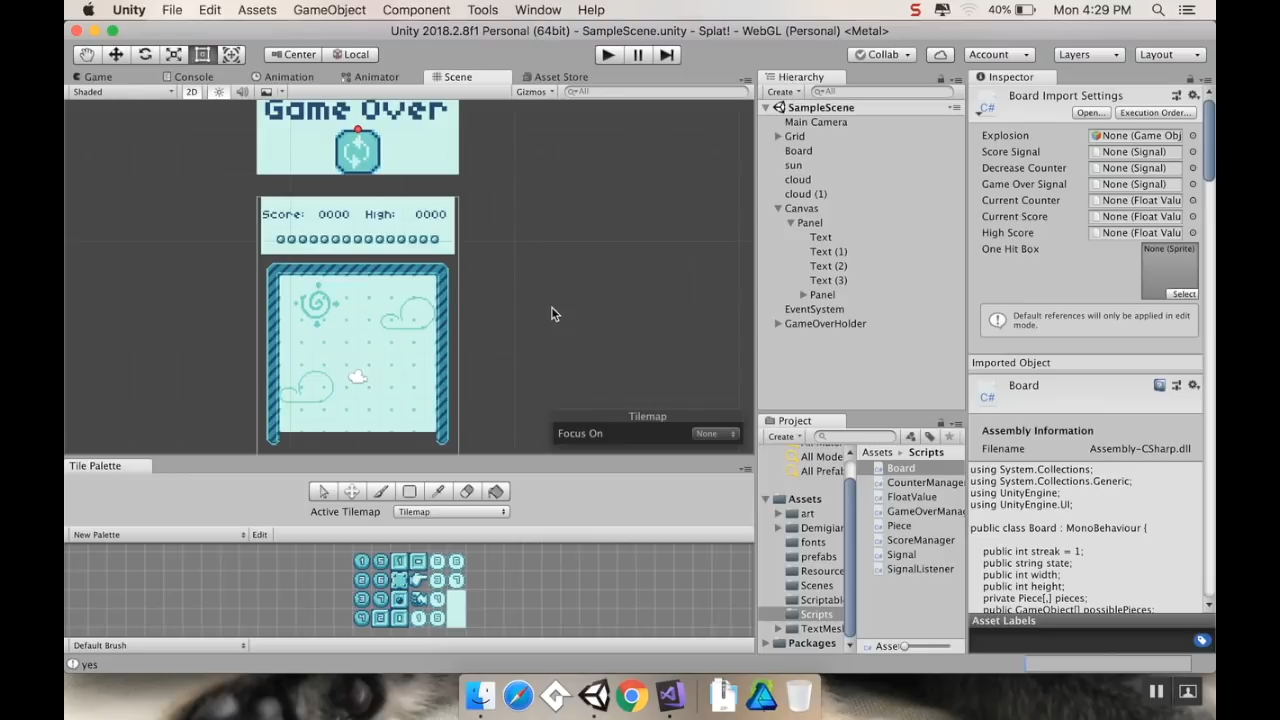 Unity File Edit Assets GameObject Component Tools Window Help 40% Mon 4:29 PM
Unity 2018.2.8f1 Personal (64bit) - SampleScene.unity - Splat! - WebGL (Personal) <Metal>
Center Local Collab Account Layers Layout
Game Console Animation Animator Scene Asset Store
Shaded 2D Gizmos All
Game Over
Score: 0000 High: 0000
Tilemap
Focus On None
Hierarchy
Create All
SampleScene
Main Camera
Grid
Board
sun
cloud
cloud (1)
Canvas
Panel
Text
Text (1)
Text (2)
Text (3)
Panel
EventSystem
GameOverHolder
Inspector
Board Import Settings
Open... Execution Order...
Explosion None (Game Obj
Score Signal None (Signal)
Decrease Counter None (Signal)
Game Over Signal None (Signal)
Current Counter None (Float Valu
Current Score None (Float Valu
High Score None (Float Valu
One Hit Box None (Sprite)
Select
Default references will only be applied in edit
mode.
Imported Object
Board
Assembly Information
Filename Assembly-CSharp.dll
using System.Collections;
using System.Collections.Generic;
using UnityEngine;
using UnityEngine.UI;
public class Board : MonoBehaviour {
public int streak = 1;
public string state;
public int width;
public int height;
private Piece[,] pieces;
public GameObject[] possiblePieces;
Asset Labels
Project
Create
All Mode
All Prefab
Assets
art
Demigian
fonts
prefabs
Resource
Scenes
Scriptabl
Scripts
TextMes
Packages
Assets Scripts
Board
CounterManage
FloatValue
GameOverMana
Piece
ScoreManager
Signal
SignalListener
Asse
Tile Palette
Active Tilemap Tilemap
New Palette Edit
Default Brush
yes